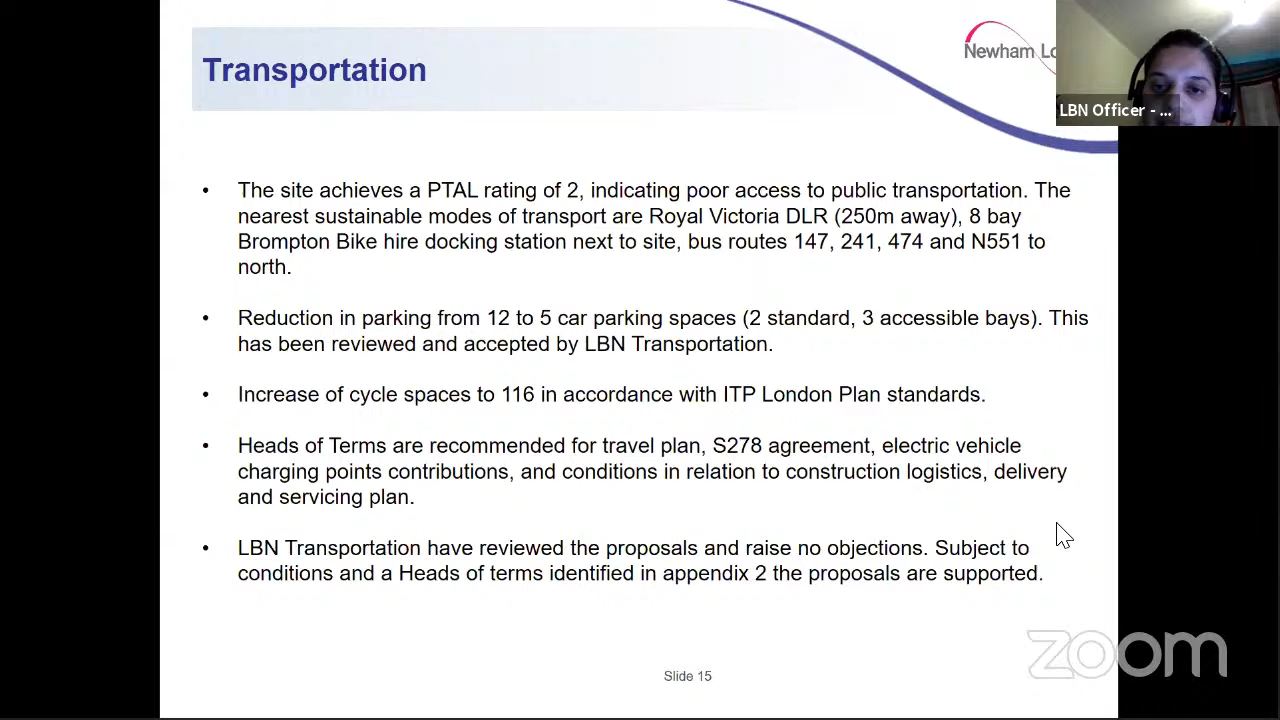 Transportation
Newham Lo
LBN Officer - ...
• The site achieves a PTAL rating of 2, indicating poor access to public transportation. The
nearest sustainable modes of transport are Royal Victoria DLR (250m away), 8 bay
Brompton Bike hire docking station next to site, bus routes 147, 241, 474 and N551 to
north.
• Reduction in parking from 12 to 5 car parking spaces (2 standard, 3 accessible bays). This
has been reviewed and accepted by LBN Transportation.
• Increase of cycle spaces to 116 in accordance with ITP London Plan standards.
• Heads of Terms are recommended for travel plan, S278 agreement, electric vehicle
charging points contributions, and conditions in relation to construction logistics, delivery
and servicing plan.
• LBN Transportation have reviewed the proposals and raise no objections. Subject to
conditions and a Heads of terms identified in appendix 2 the proposals are supported.
zoom
Slide 15